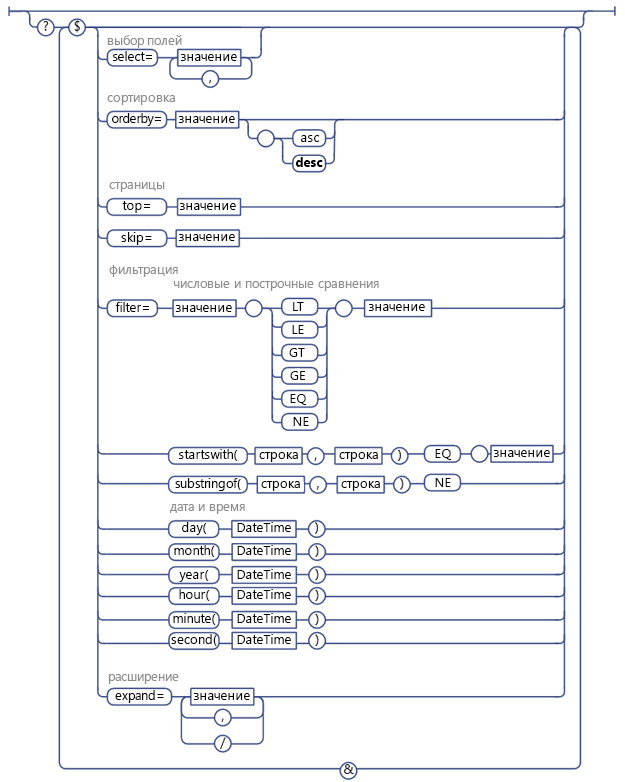 ? $
выбор полей
select= значение
,
сортировка
orderby= значение
asc
desc
страницы
top= значение
skip= значение
фильтрация
числовые и построчные сравнения
filter= значение LT значение
LE
GT
GE
EQ
NE
startswith( строка , строка ) EQ значение
substringof( строка , строка ) NE
дата и время
day( DateTime )
month( DateTime )
year( DateTime )
hour( DateTime )
minute( DateTime )
second( DateTime )
расширение
expand= значение
,
/
&